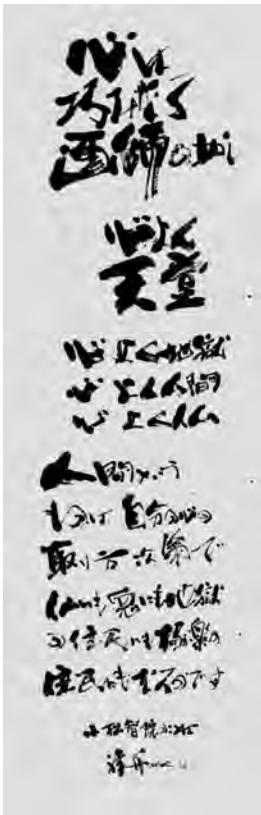 心は
巧みなる
画師の如し
心よく
天堂
心よく地獄
心よく人間
心よく仏
人間という
ものは自分の心の
取り方次第で
仏にも鬼にも地獄
の住民にも極楽の
住民にもなるのです